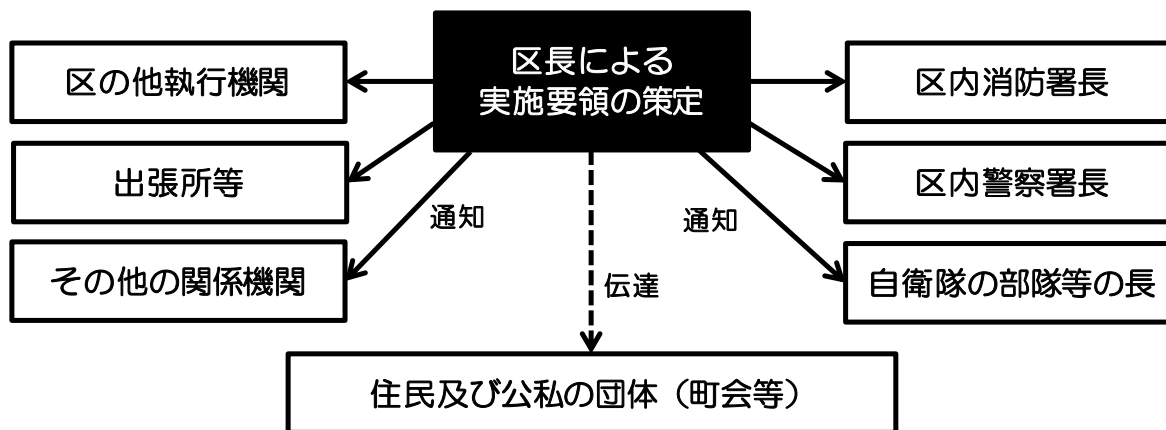 区長による
実施要領の策定
区の他執行機関
区内消防署長
出張所等
区内警察署長
通知
通知
その他の関係機関
自衛隊の部隊等の長
伝達
住民及び公私の団体（町会等）